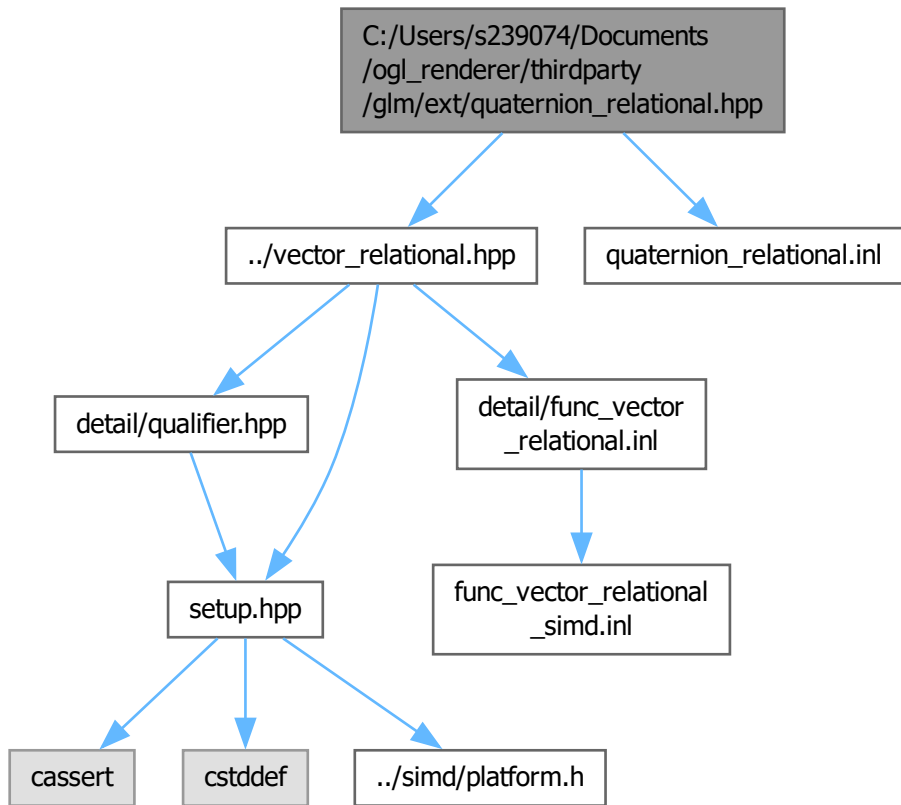 C:/Users/s239074/Documents
/ogl_renderer/thirdparty
/glm/ext/quaternion_relational.hpp
../vector_relational.hpp
quaternion_relational.inl
detail/qualifier.hpp
detail/func_vector
_relational.inl
setup.hpp
func_vector_relational
_simd.inl
cassert
cstddef
../simd/platform.h